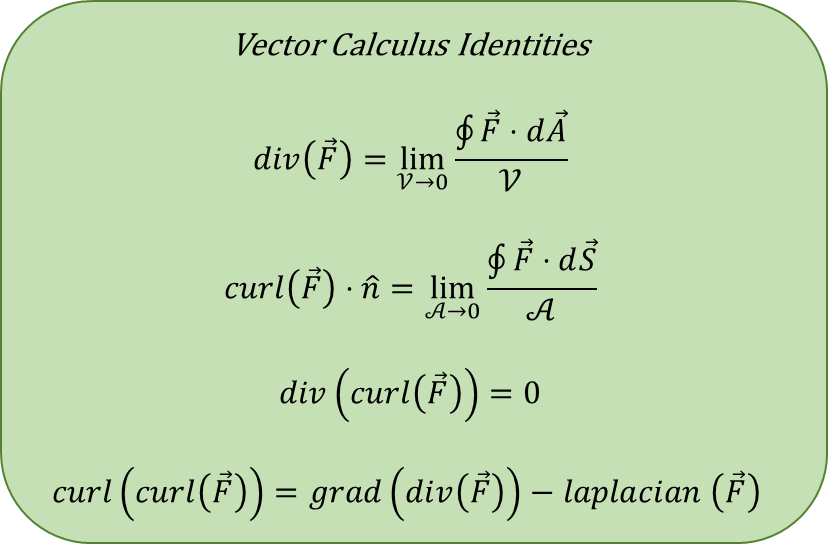 Vector Calculus Identities
div(F⃗) = lim_{𝒱→0} ∮ F⃗ · dA⃗ / 𝒱
curl(F⃗) · n̂ = lim_{𝒜→0} ∮ F⃗ · dS⃗ / 𝒜
div (curl(F⃗)) = 0
curl (curl(F⃗)) = grad (div(F⃗)) − laplacian (F⃗)